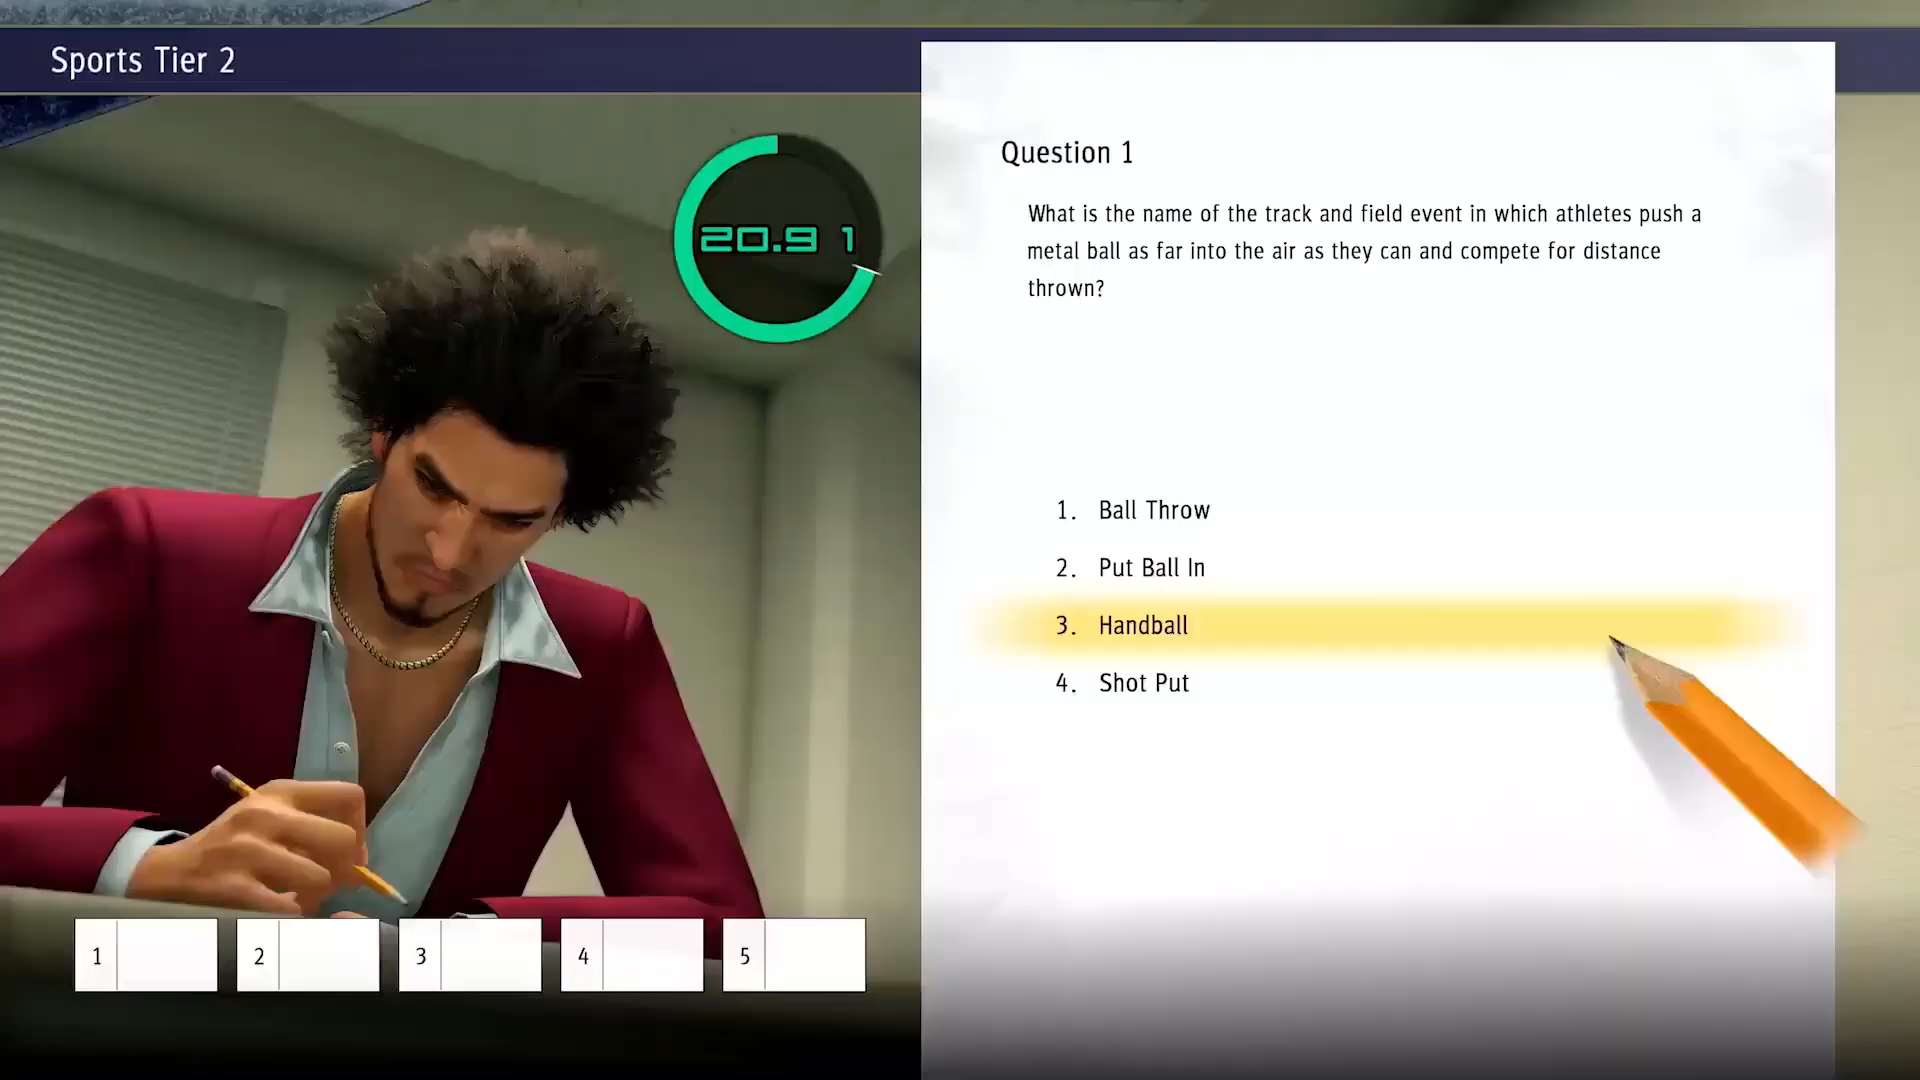 Sports Tier 2
20.91
Question 1
What is the name of the track and field event in which athletes push a
metal ball as far into the air as they can and compete for distance
thrown?
1. Ball Throw
2. Put Ball In
3. Handball
4. Shot Put
1 2 3 4 5